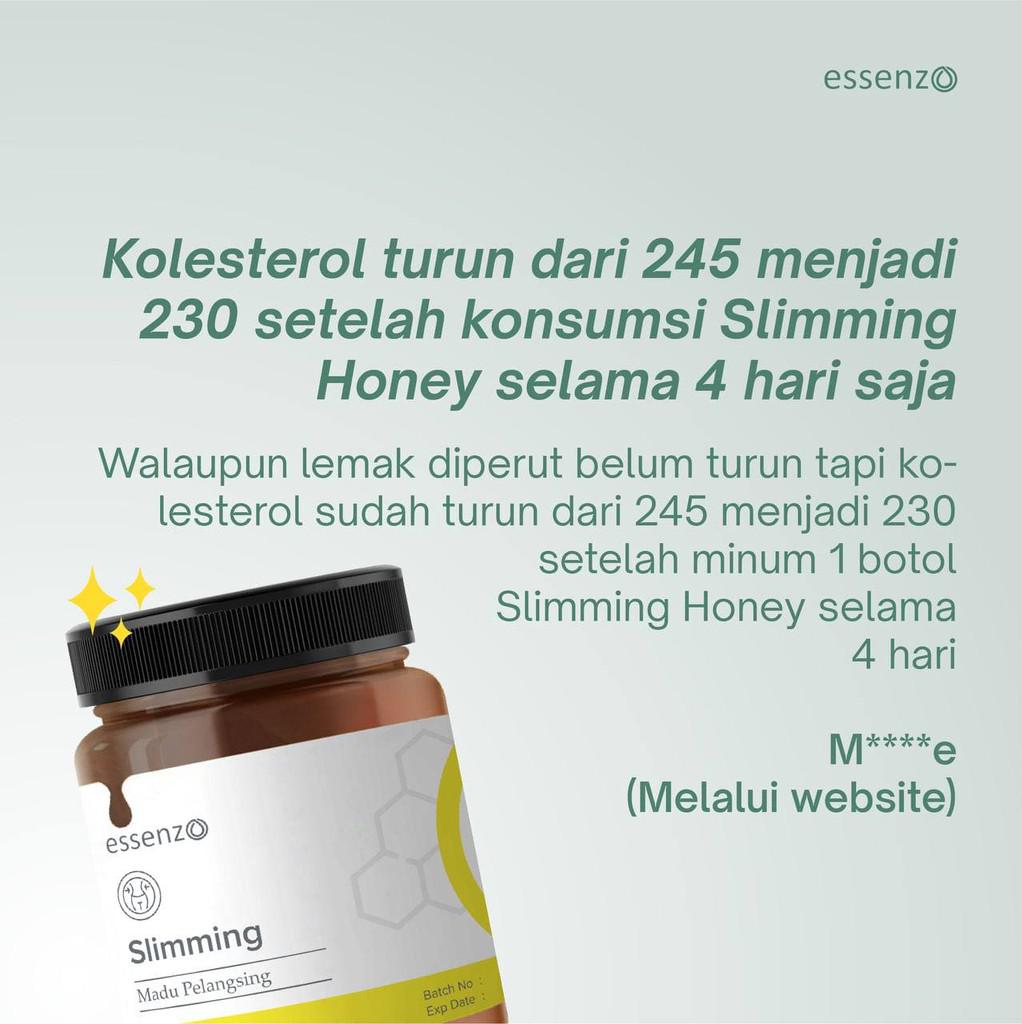 essenzo
Kolesterol turun dari 245 menjadi
230 setelah konsumsi Slimming
Honey selama 4 hari saja
Walaupun lemak diperut belum turun tapi ko-
lesterol sudah turun dari 245 menjadi 230
setelah minum 1 botol
Slimming Honey selama
4 hari
M****e
(Melalui website)
essenzo
Slimming
Madu Pelangsing
Batch No :
Exp Date :